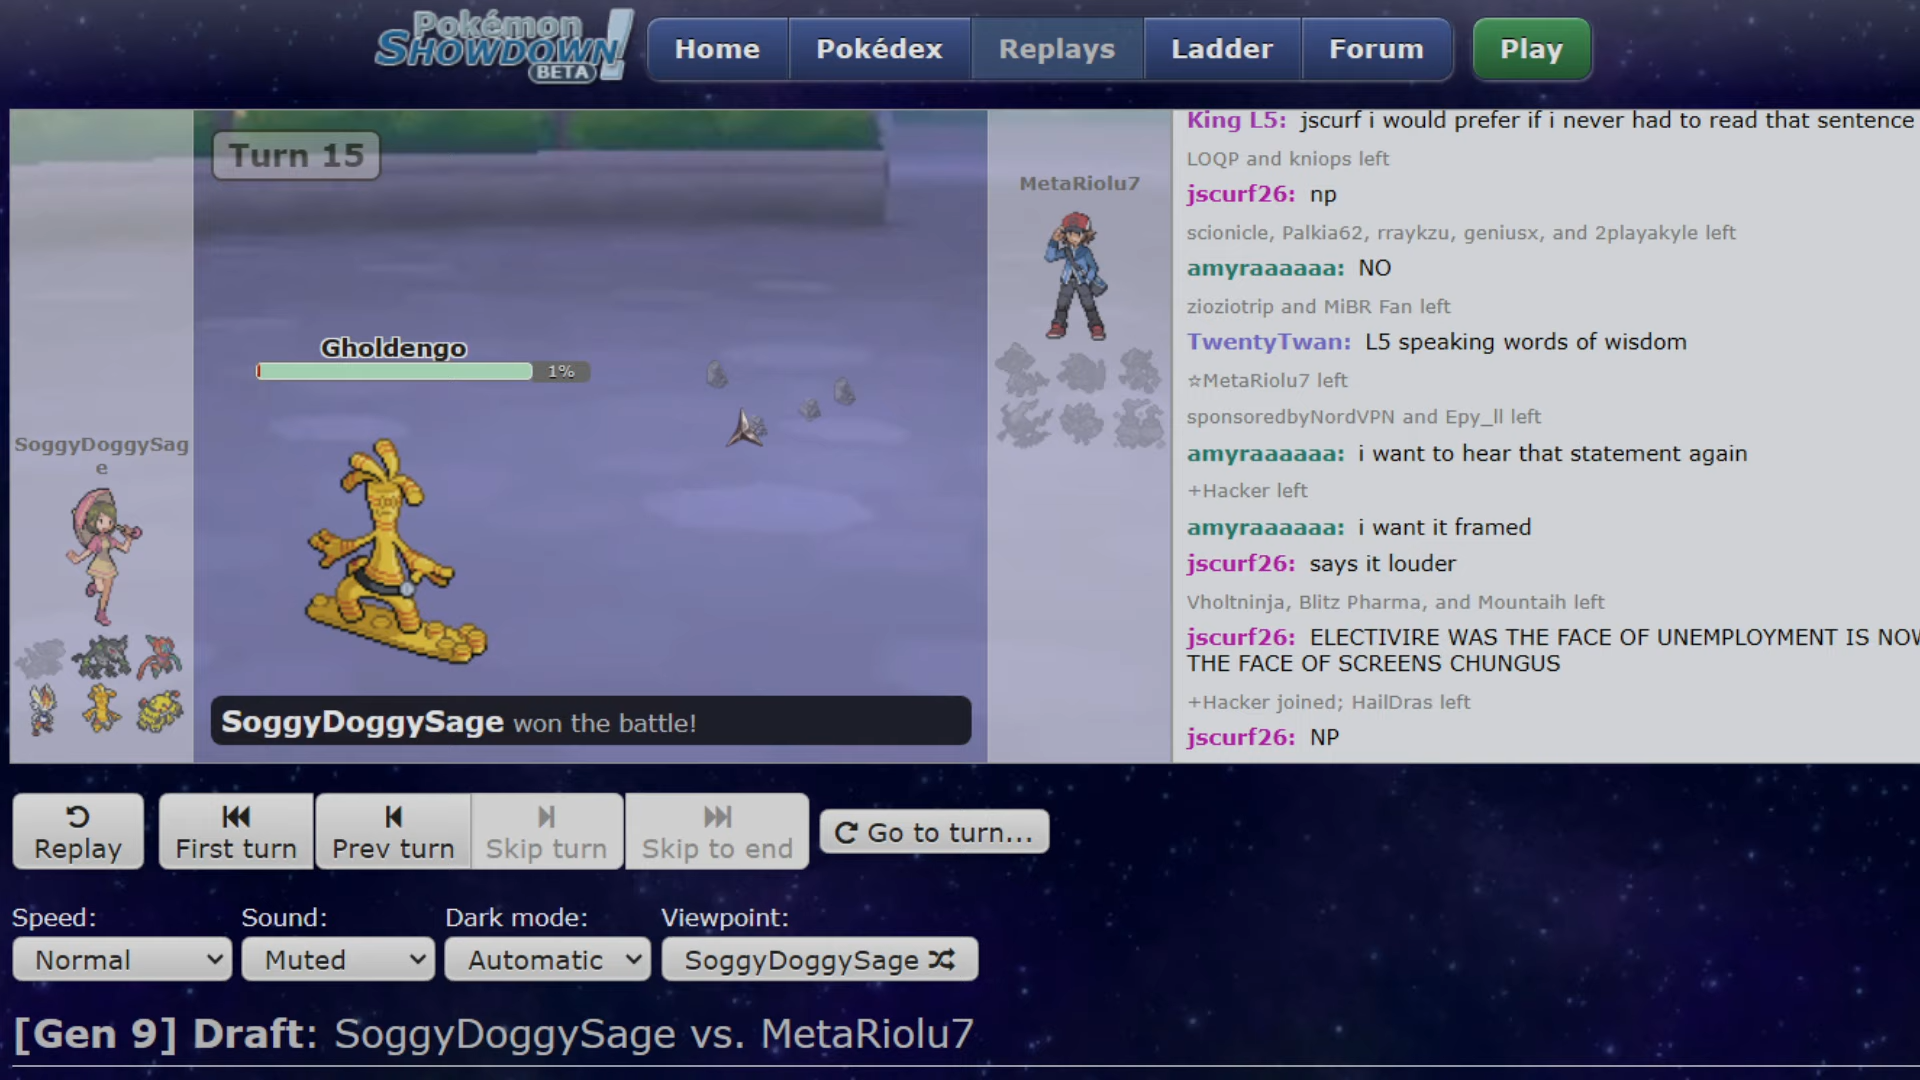 Pokémon
SHOWDOWN!
BETA
Home
Pokédex
Replays
Ladder
Forum
Play
Turn 15
Gholdengo
1%
SoggyDoggySag
e
SoggyDoggySage won the battle!
MetaRiolu7
King L5: jscurf i would prefer if i never had to read that sentence
LOQP and kniops left
jscurf26: np
scionicle, Palkia62, rraykzu, geniusx, and 2playakyle left
amyraaaaaa: NO
zioziotrip and MiBR Fan left
TwentyTwan: L5 speaking words of wisdom
☆MetaRiolu7 left
sponsoredbyNordVPN and Epy_ll left
amyraaaaaa: i want to hear that statement again
+Hacker left
amyraaaaaa: i want it framed
jscurf26: says it louder
Vholtninja, Blitz Pharma, and Mountaih left
jscurf26: ELECTIVIRE WAS THE FACE OF UNEMPLOYMENT IS NOW
THE FACE OF SCREENS CHUNGUS
+Hacker joined; HailDras left
jscurf26: NP
Replay
First turn
Prev turn
Skip turn
Skip to end
Go to turn...
Speed:
Sound:
Dark mode:
Viewpoint:
Normal
Muted
Automatic
SoggyDoggySage
[Gen 9] Draft: SoggyDoggySage vs. MetaRiolu7